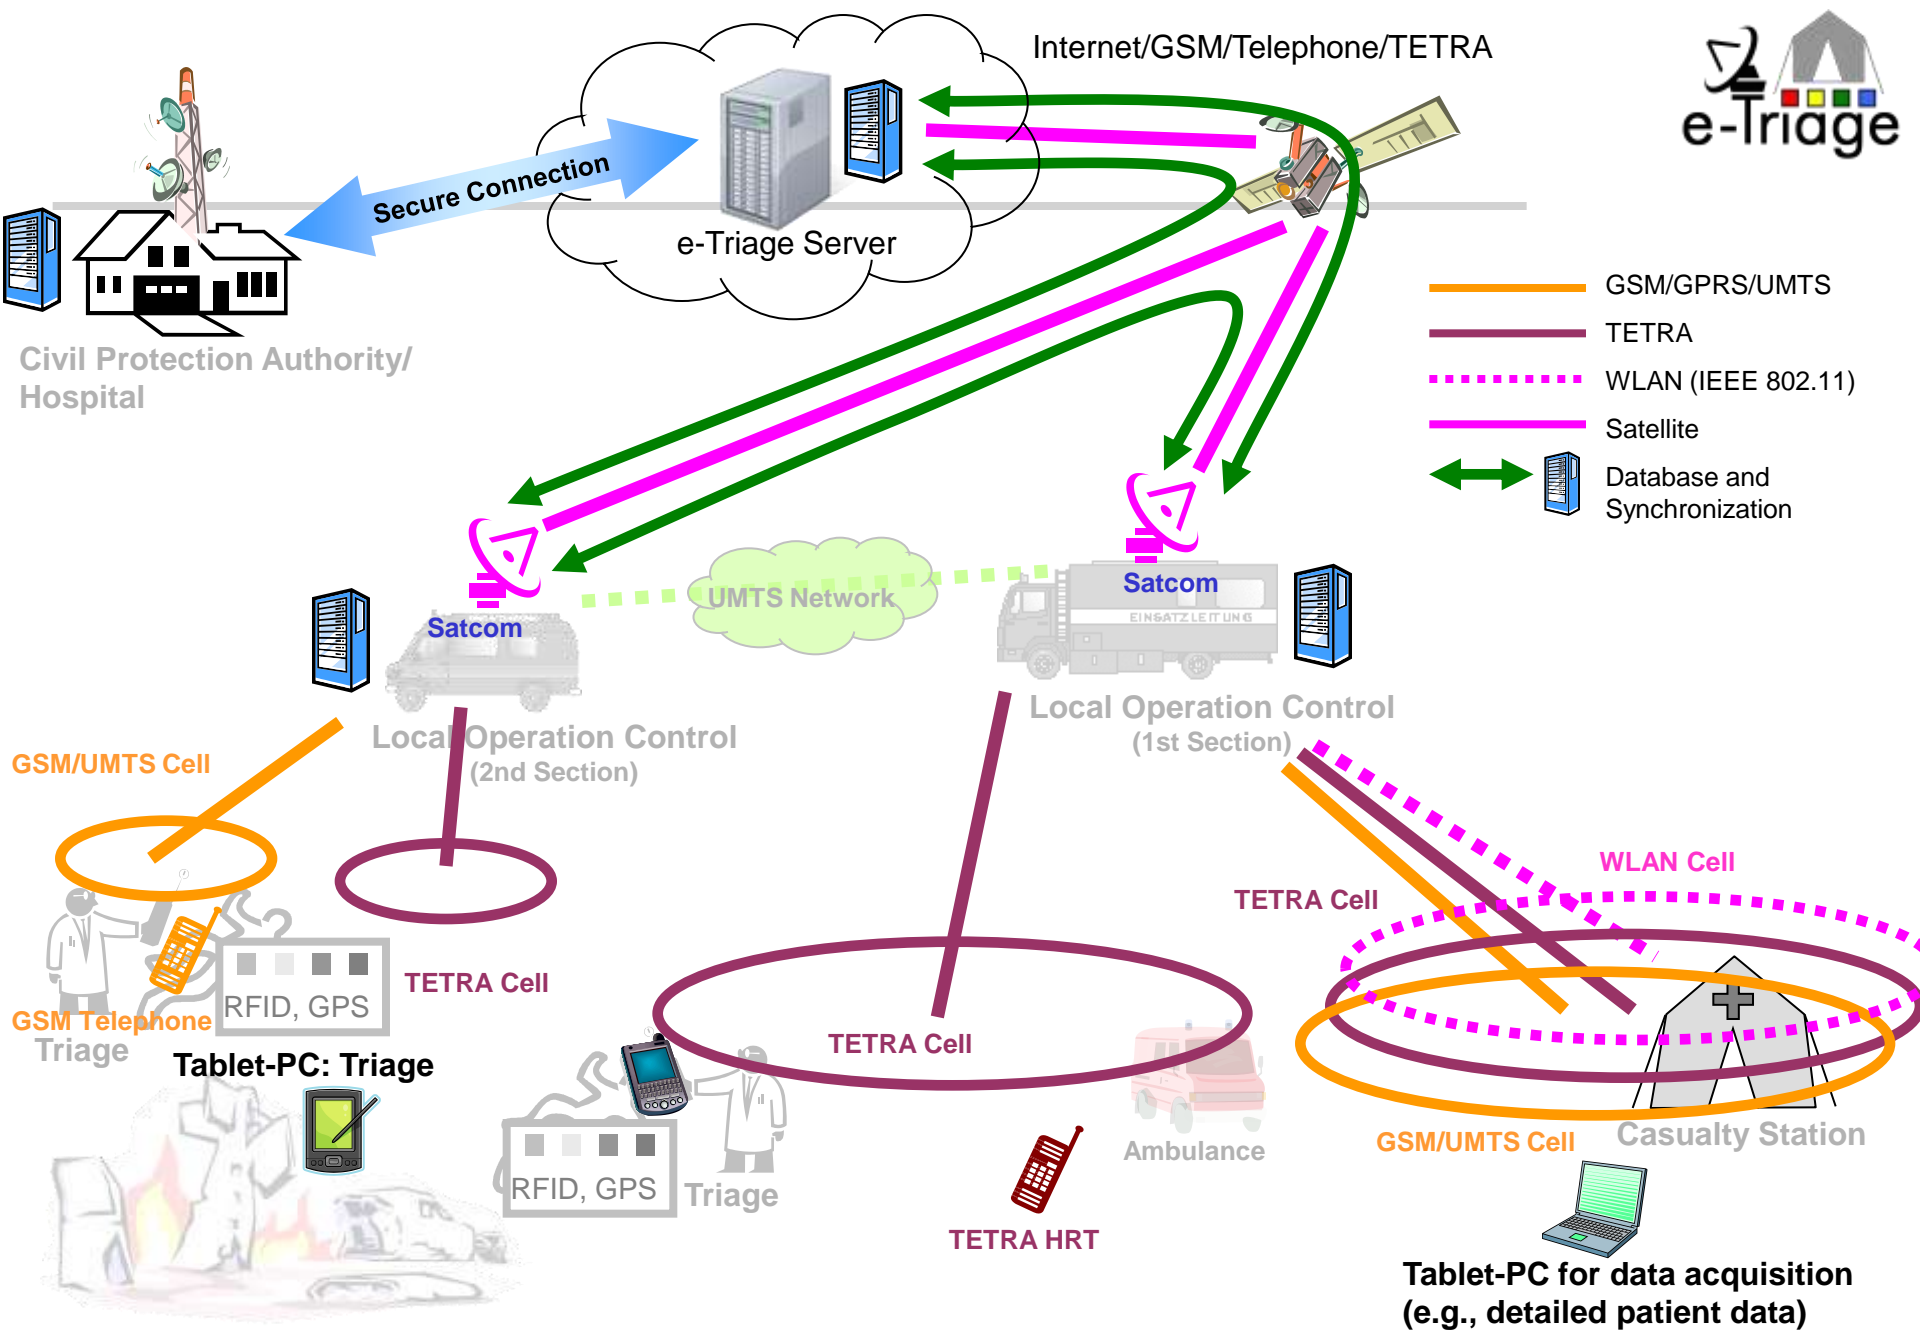 Internet/GSM/Telephone/TETRA
e-Triage
Secure Connection
e-Triage Server
Civil Protection Authority/
Hospital
GSM/GPRS/UMTS
TETRA
WLAN (IEEE 802.11)
Satellite
Database and
Synchronization
Satcom
UMTS Network
Satcom
EINSATZLEITUNG
Local Operation Control
(2nd Section)
Local Operation Control
(1st Section)
GSM/UMTS Cell
WLAN Cell
TETRA Cell
TETRA Cell
RFID, GPS
GSM Telephone
Triage
Tablet-PC: Triage
TETRA Cell
Ambulance
GSM/UMTS Cell
Casualty Station
RFID, GPS
Triage
TETRA HRT
Tablet-PC for data acquisition
(e.g., detailed patient data)